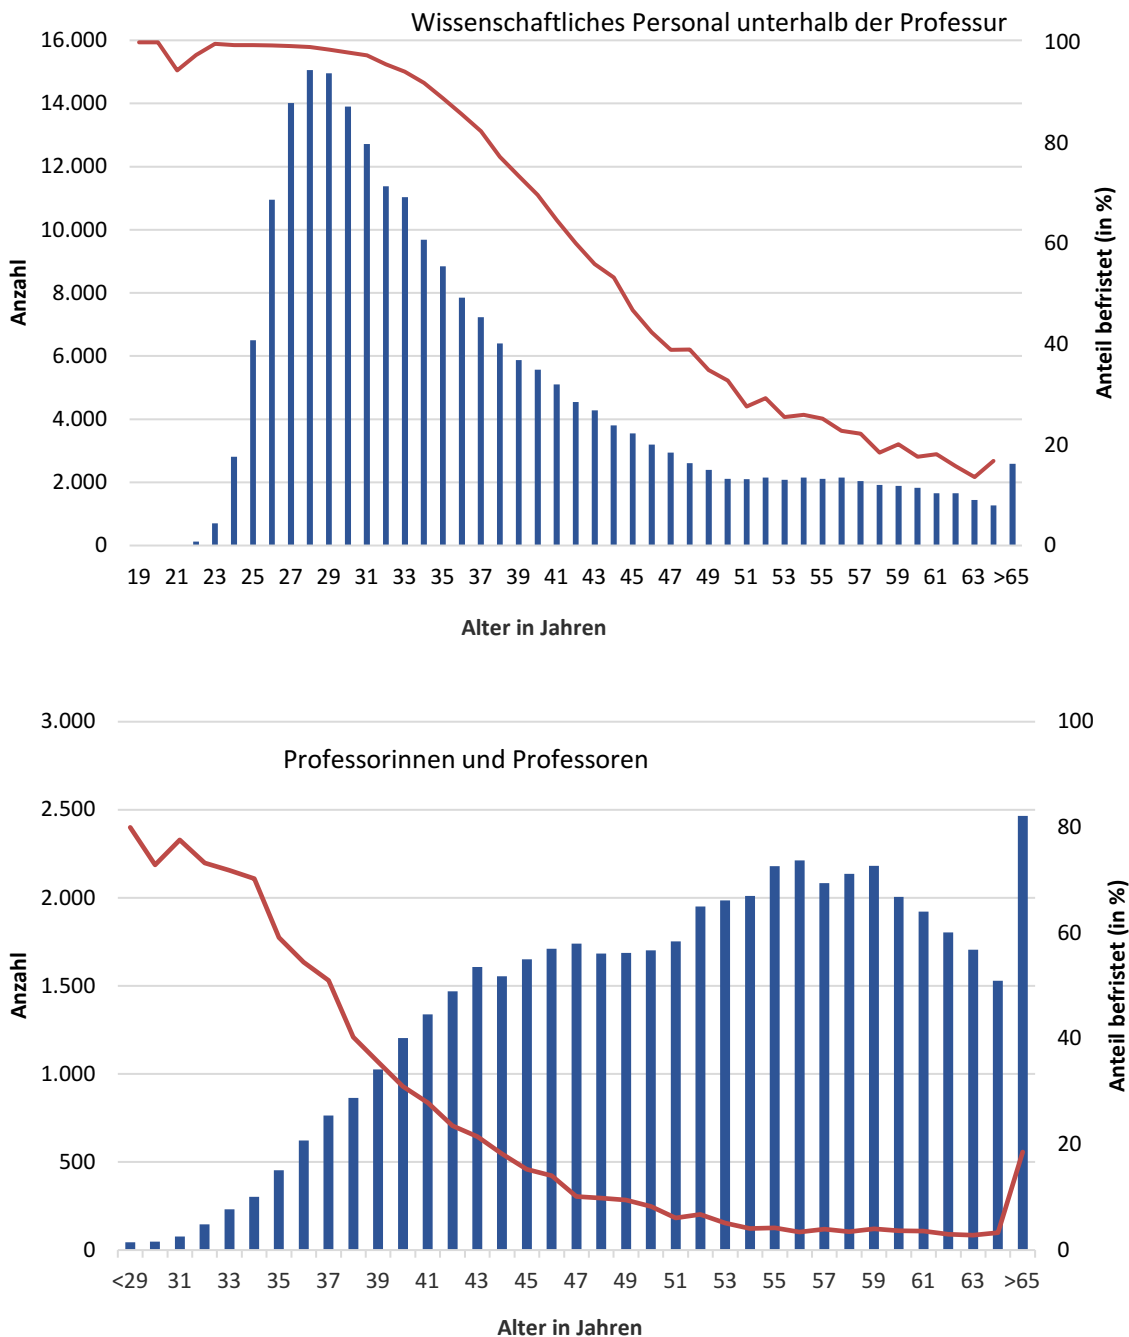 Wissenschaftliches Personal unterhalb der Professur
16.000
14.000
12.000
10.000
8.000
6.000
4.000
2.000
0
Anzahl
100
80
60
40
20
0
Anteil befristet (in %)
19 21 23 25 27 29 31 33 35 37 39 41 43 45 47 49 51 53 55 57 59 61 63 >65
Alter in Jahren
Professorinnen und Professoren
3.000
2.500
2.000
1.500
1.000
500
0
Anzahl
100
80
60
40
20
0
Anteil befristet (in %)
<29 31 33 35 37 39 41 43 45 47 49 51 53 55 57 59 61 63 >65
Alter in Jahren